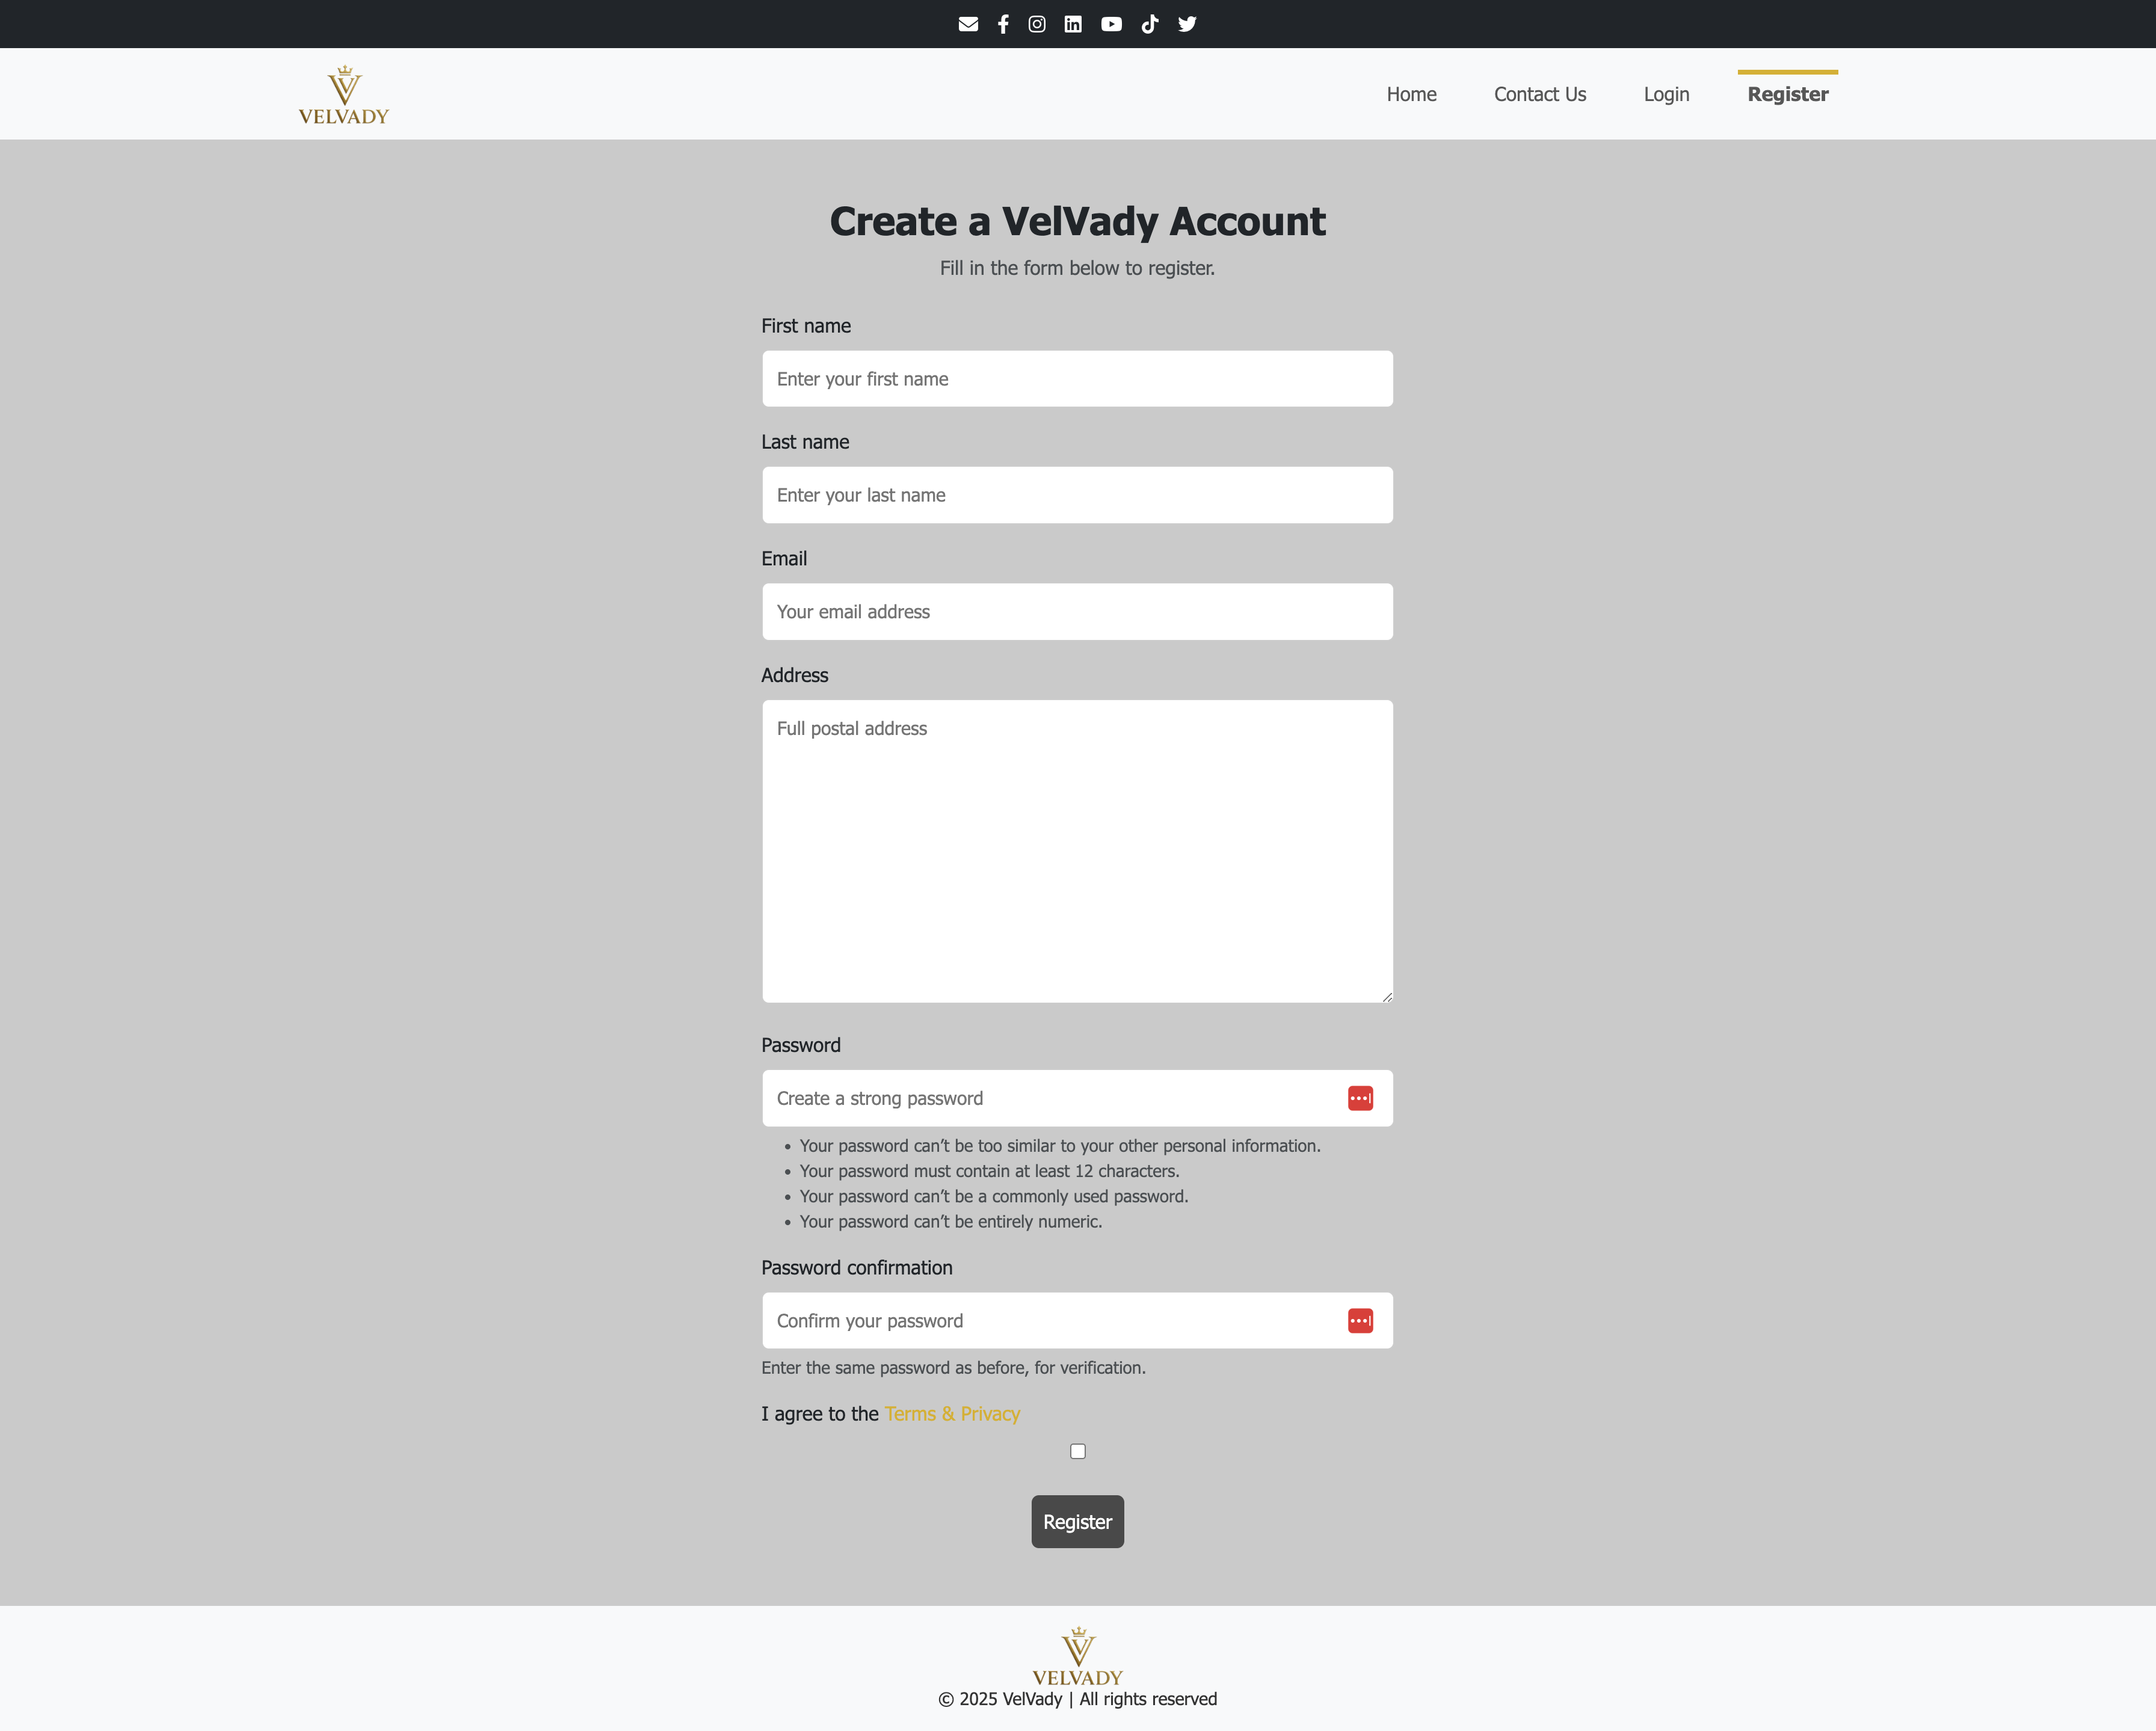 VELVADY
Home Contact Us Login Register
Create a VelVady Account
Fill in the form below to register.
First name
Enter your first name
Last name
Enter your last name
Email
Your email address
Address
Full postal address
Password
Create a strong password
• Your password can’t be too similar to your other personal information.
• Your password must contain at least 12 characters.
• Your password can’t be a commonly used password.
• Your password can’t be entirely numeric.
Password confirmation
Confirm your password
Enter the same password as before, for verification.
I agree to the Terms & Privacy
Register
VELVADY
© 2025 VelVady | All rights reserved